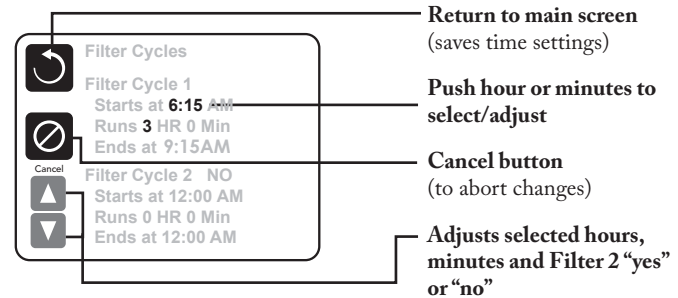 Return to main screen
(saves time settings)
Filter Cycles
Filter Cycle 1
Starts at 6:15 AM
Runs 3 HR 0 Min
Ends at 9:15AM
Push hour or minutes to
select/adjust
Cancel
Cancel button
(to abort changes)
Filter Cycle 2 NO
Starts at 12:00 AM
Runs 0 HR 0 Min
Ends at 12:00 AM
Adjusts selected hours,
minutes and Filter 2 “yes”
or “no”